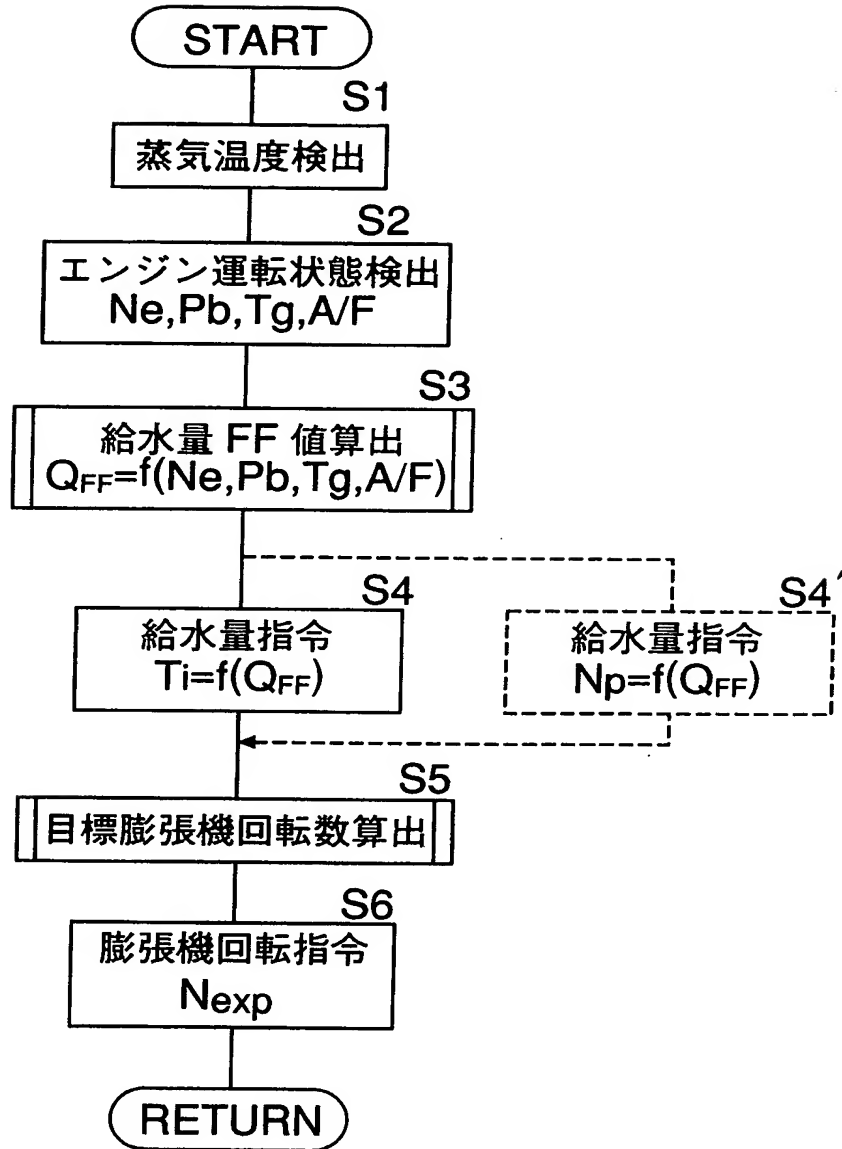 START
S1
蒸気温度検出
S2
エンジン運転状態検出
Ne,Pb,Tg,A/F
S3
給水量 FF 値算出
QFF=f(Ne,Pb,Tg,A/F)
S4
給水量指令
Ti=f(QFF)
S4´
給水量指令
Np=f(QFF)
S5
目標膨張機回転数算出
S6
膨張機回転指令
Nexp
RETURN